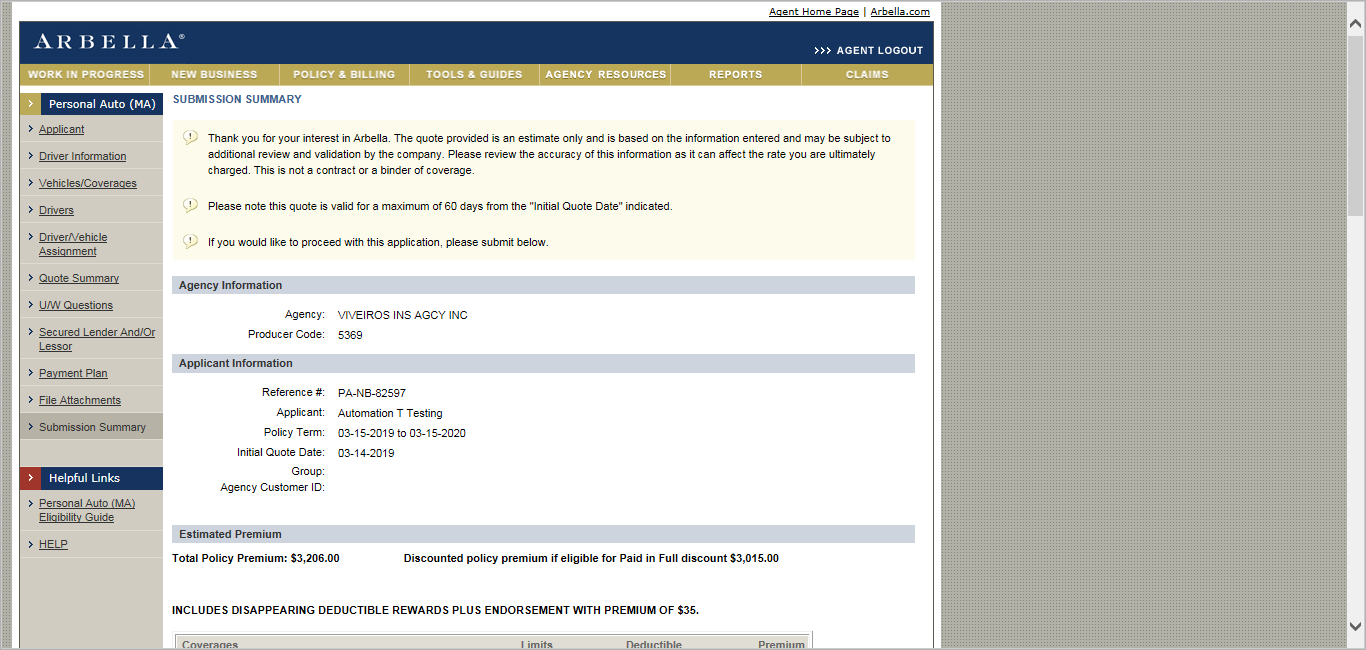 Agent Home Page | Arbella.com
ARBELLA®
>>> AGENT LOGOUT
WORK IN PROGRESS NEW BUSINESS POLICY & BILLING TOOLS & GUIDES AGENCY RESOURCES REPORTS CLAIMS
Personal Auto (MA)
Applicant
Driver Information
Vehicles/Coverages
Drivers
Driver/Vehicle
Assignment
Quote Summary
U/W Questions
Secured Lender And/Or
Lessor
Payment Plan
File Attachments
Submission Summary
Helpful Links
Personal Auto (MA)
Eligibility Guide
HELP
SUBMISSION SUMMARY
Thank you for your interest in Arbella. The quote provided is an estimate only and is based on the information entered and may be subject to
additional review and validation by the company. Please review the accuracy of this information as it can affect the rate you are ultimately
charged. This is not a contract or a binder of coverage.
Please note this quote is valid for a maximum of 60 days from the "Initial Quote Date" indicated.
If you would like to proceed with this application, please submit below.
Agency Information
Agency: VIVEIROS INS AGCY INC
Producer Code: 5369
Applicant Information
Reference #: PA-NB-82597
Applicant: Automation T Testing
Policy Term: 03-15-2019 to 03-15-2020
Initial Quote Date: 03-14-2019
Group:
Agency Customer ID:
Estimated Premium
Total Policy Premium: $3,206.00 Discounted policy premium if eligible for Paid in Full discount $3,015.00
INCLUDES DISAPPEARING DEDUCTIBLE REWARDS PLUS ENDORSEMENT WITH PREMIUM OF $35.
Coverages Limits Deductible Premium